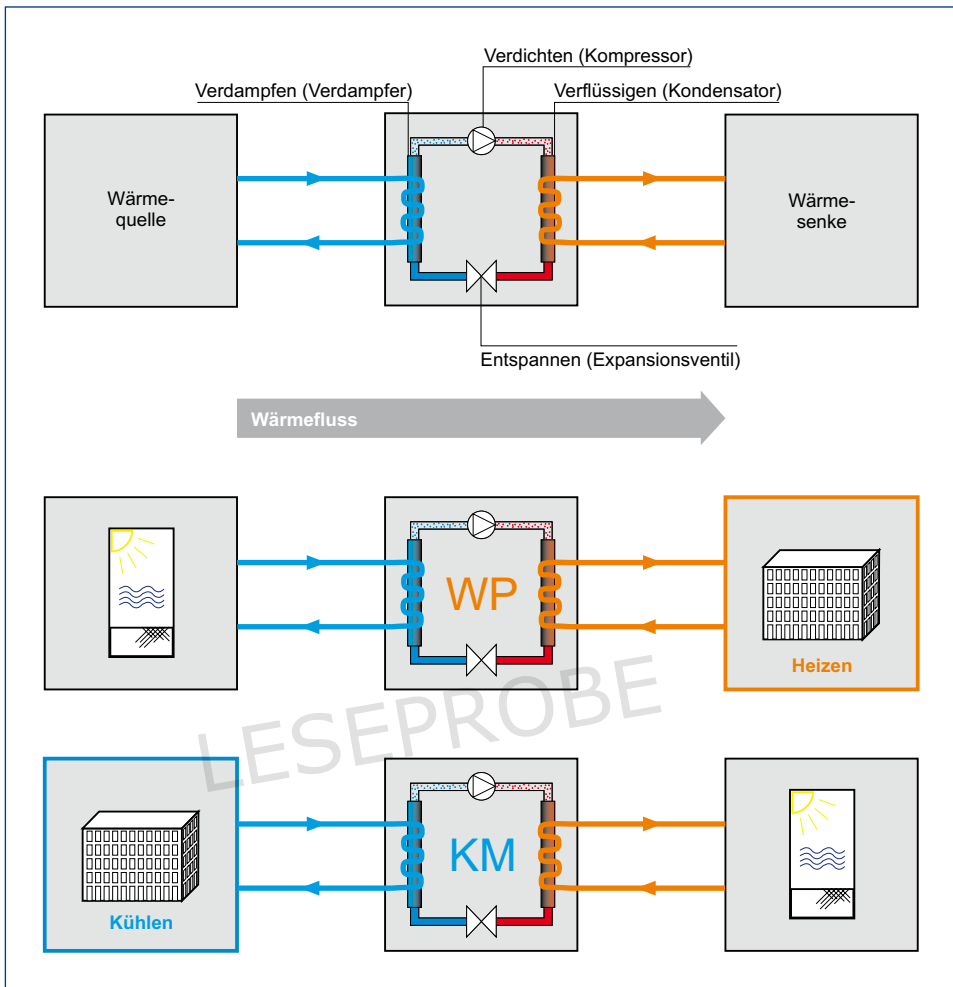 Verdichten (Kompressor)
Verdampfen (Verdampfer)
Verflüssigen (Kondensator)
Wärme-
quelle
Wärme-
senke
Entspannen (Expansionsventil)
Wärmefluss
WP
Heizen
LESEPROBE
KM
Kühlen